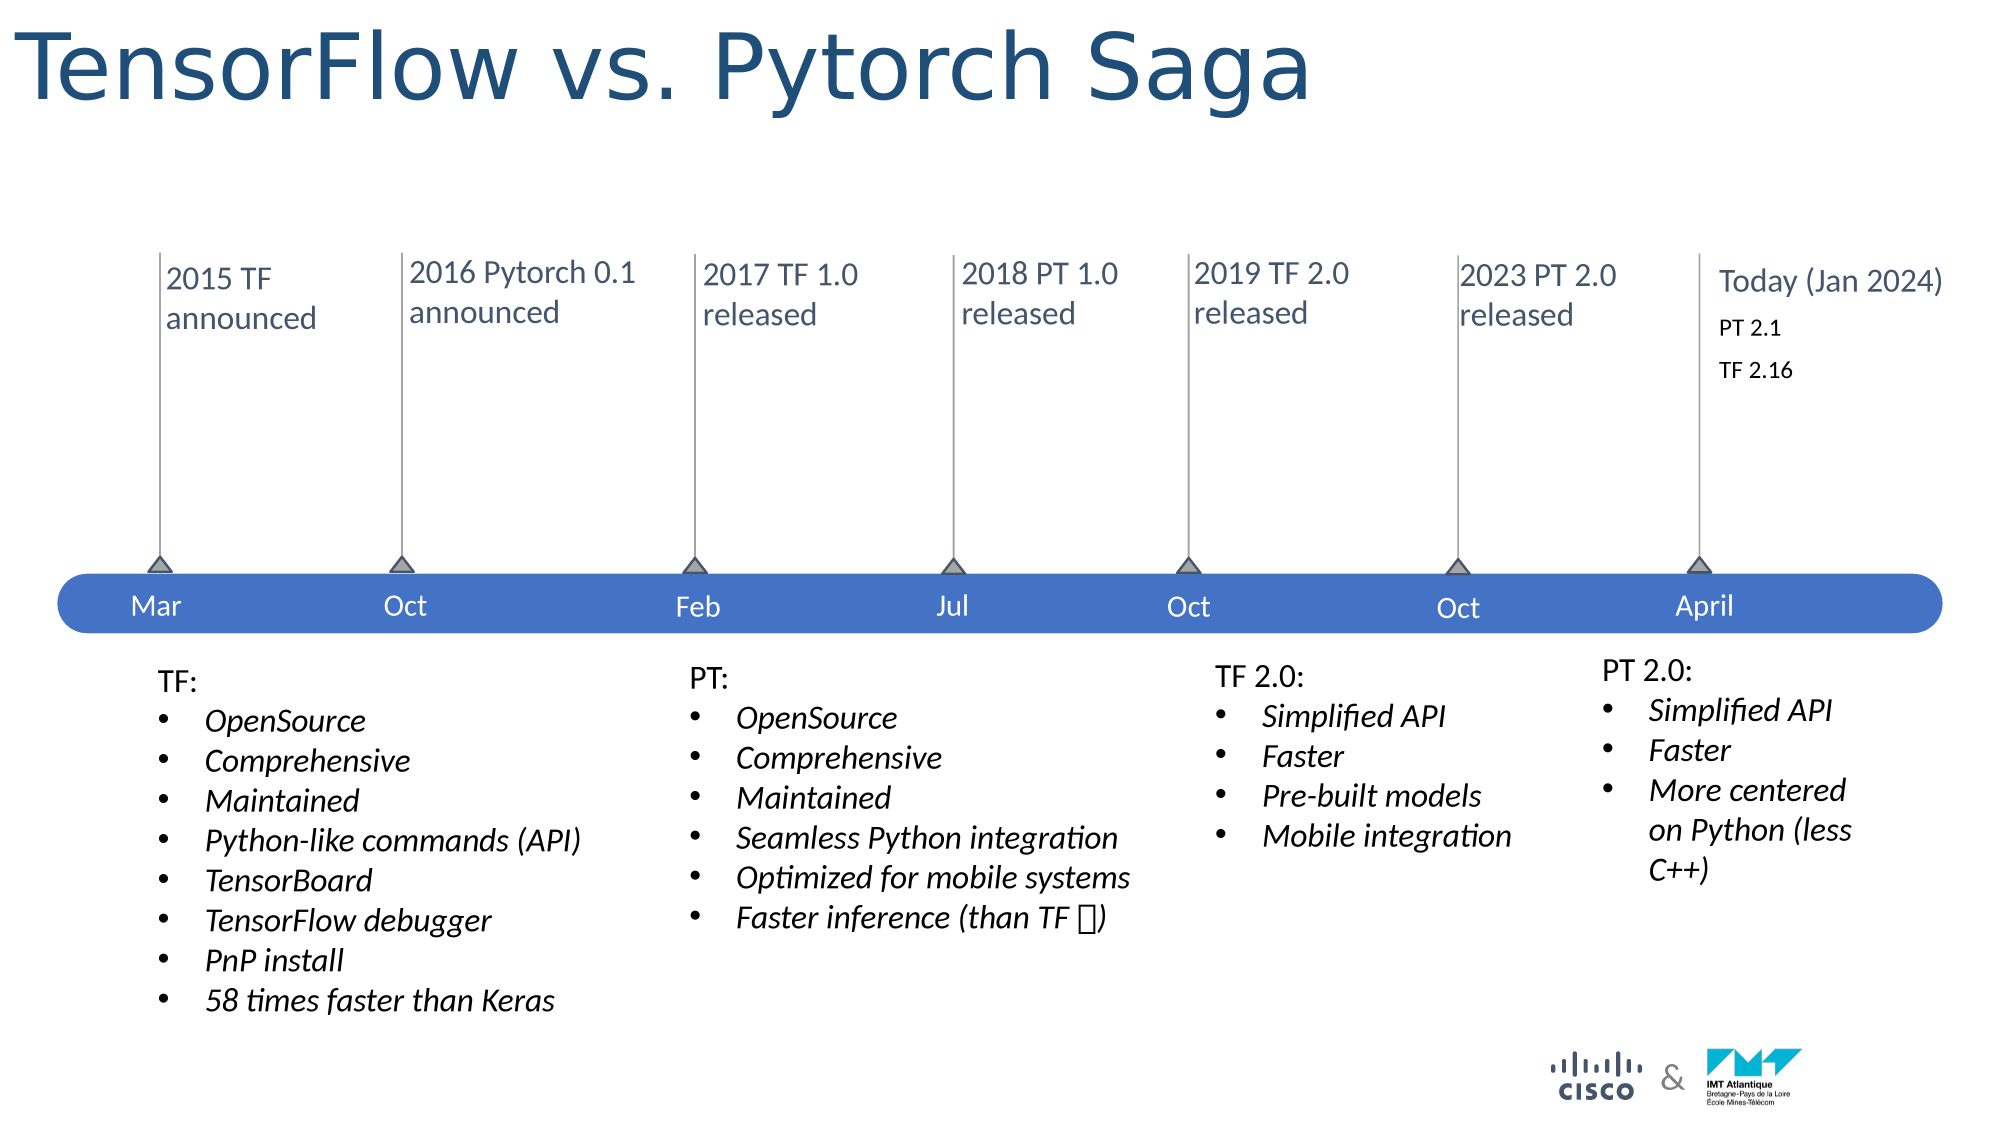 TensorFlow vs. Pytorch Saga
2015 TF
announced
2016 Pytorch 0.1
announced
2017 TF 1.0
released
2018 PT 1.0
released
2019 TF 2.0
released
2023 PT 2.0
released
Today (Jan 2024)
PT 2.1
TF 2.16
Mar
Oct
Feb
Jul
Oct
Oct
April
TF:
• OpenSource
• Comprehensive
• Maintained
• Python-like commands (API)
• TensorBoard
• TensorFlow debugger
• PnP install
• 58 times faster than Keras
PT:
• OpenSource
• Comprehensive
• Maintained
• Seamless Python integration
• Optimized for mobile systems
• Faster inference (than TF )
TF 2.0:
• Simplified API
• Faster
• Pre-built models
• Mobile integration
PT 2.0:
• Simplified API
• Faster
• More centered
on Python (less
C++)
CISCO
&
IMT Atlantique
Bretagne-Pays de la Loire
École Mines-Télécom